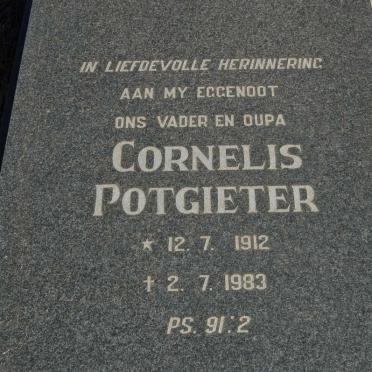 IN LIEFDEVOLLE HERINNERING
AAN MY EGGENOOT
ONS VADER EN OUPA
CORNELIS
POTGIETER
★ 12. 7. 1912
† 2. 7. 1983
PS. 91:2